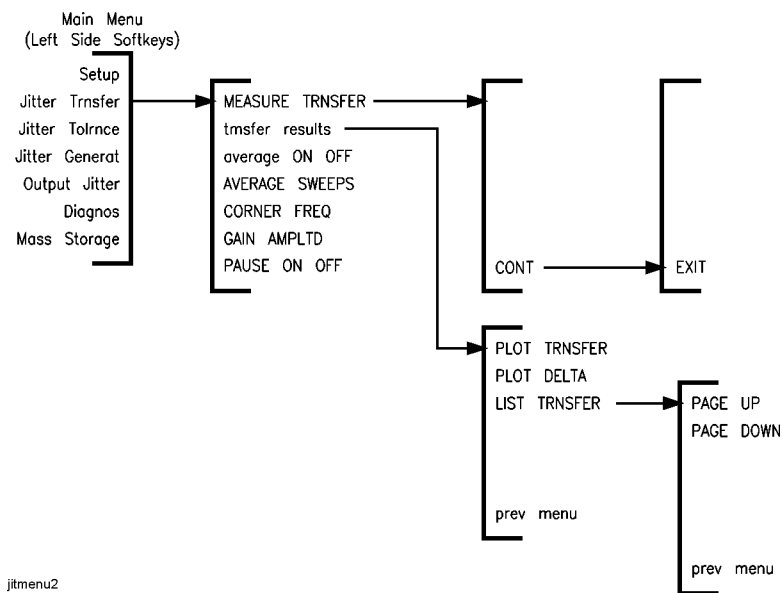 Main Menu
(Left Side Softkeys)
Setup
Jitter Trnsfer
Jitter Tolrnce
Jitter Generat
Output Jitter
Diagnos
Mass Storage
MEASURE TRNSFER
trnsfer results
average ON OFF
AVERAGE SWEEPS
CORNER FREQ
GAIN AMPLTD
PAUSE ON OFF
CONT
EXIT
PLOT TRNSFER
PLOT DELTA
LIST TRNSFER
prev menu
PAGE UP
PAGE DOWN
prev menu
jitmenu2